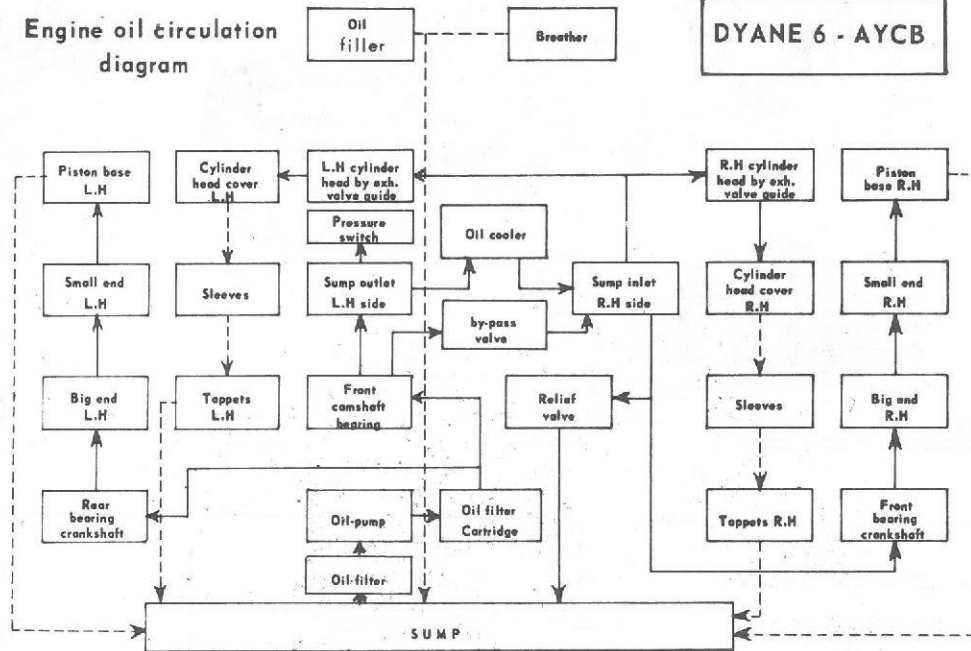 Engine oil circulation
diagram
Oil
filler
Breather
DYANE 6 - AYCB
Piston base
L.H
Cylinder
head cover
L.H
L.H cylinder
head by exh.
valve guide
R.H cylinder
head by exh.
valve guide
Piston
base R.H
Pressure
switch
Oil cooler
Small end
L.H
Sleeves
Sump outlet
L.H side
Sump inlet
R.H side
Cylinder
head cover
R.H
Small end
R.H
by-pass
valve
Big end
L.H
Tappets
L.H
Front
camshaft
bearing
Relief
valve
Sleeves
Big end
R.H
Rear
bearing
crankshaft
Oil-pump
Oil filter
Cartridge
Tappets R.H
Front
bearing
crankshaft
Oil-filter
SUMP